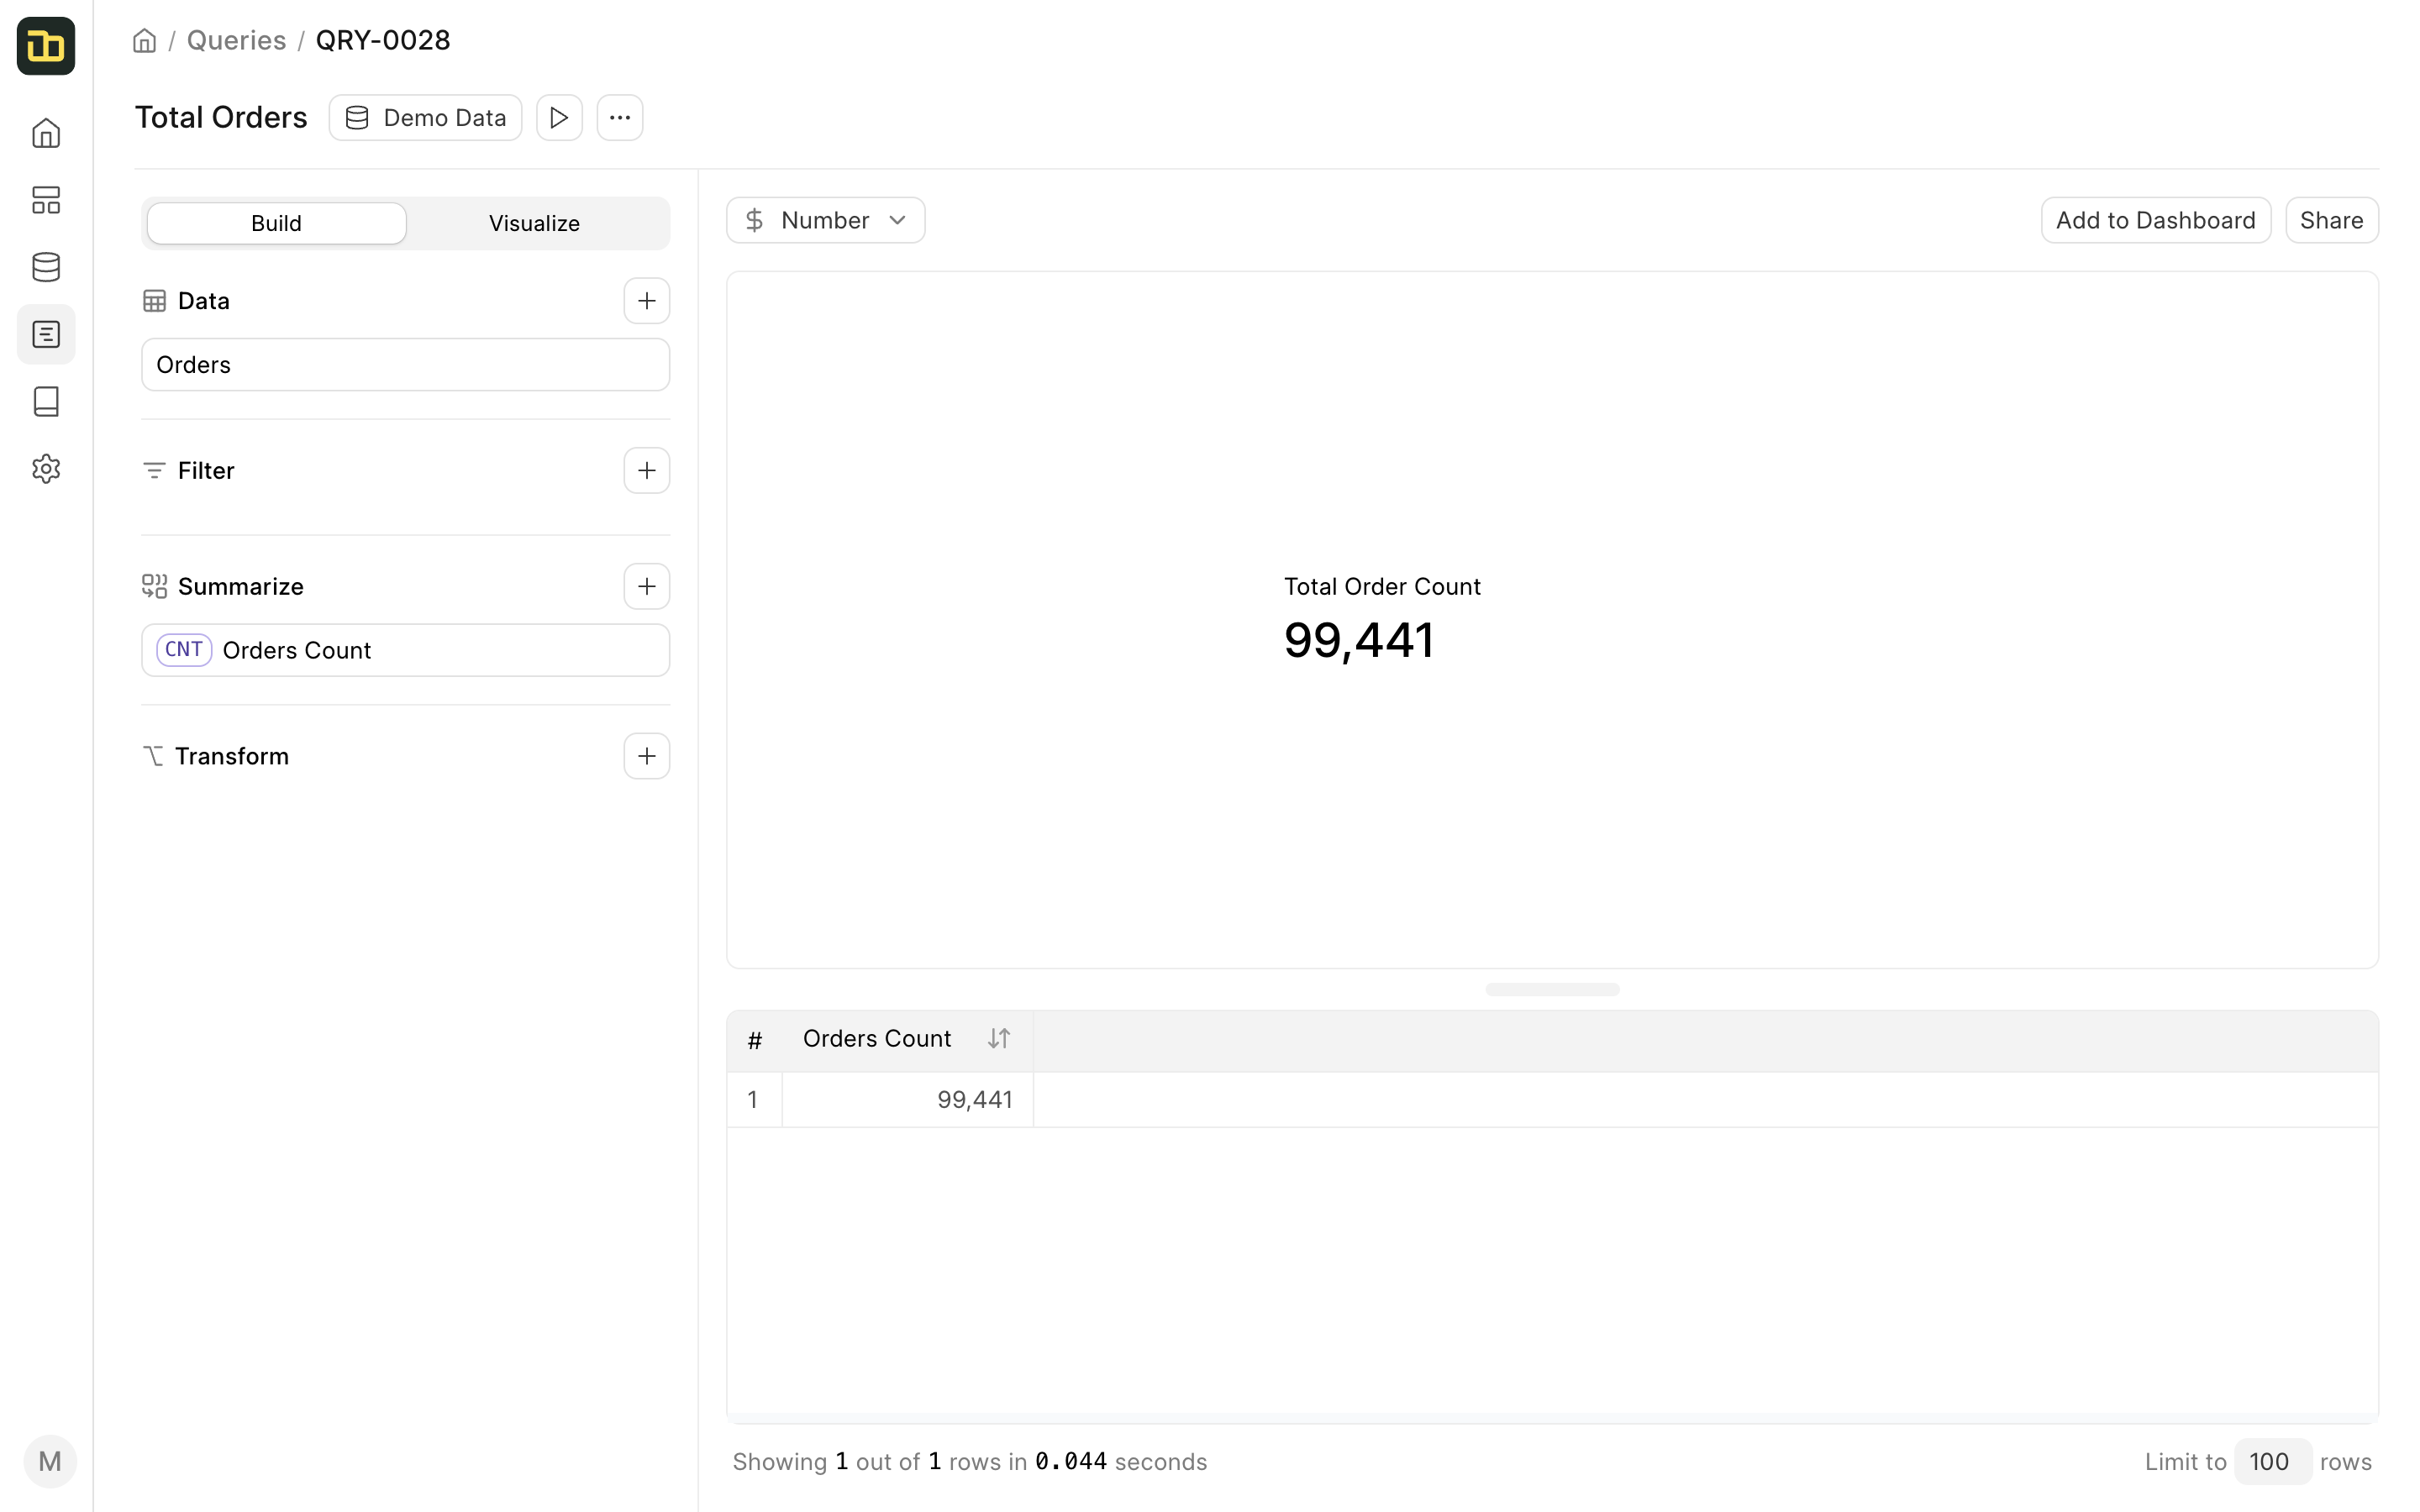 / Queries / QRY-0028
Total Orders
Demo Data
Build
Visualize
Number
Add to Dashboard
Share
Data
Orders
Filter
Summarize
CNT Orders Count
Transform
Total Order Count
99,441
# Orders Count
1 99,441
Showing 1 out of 1 rows in 0.044 seconds
Limit to 100 rows
M